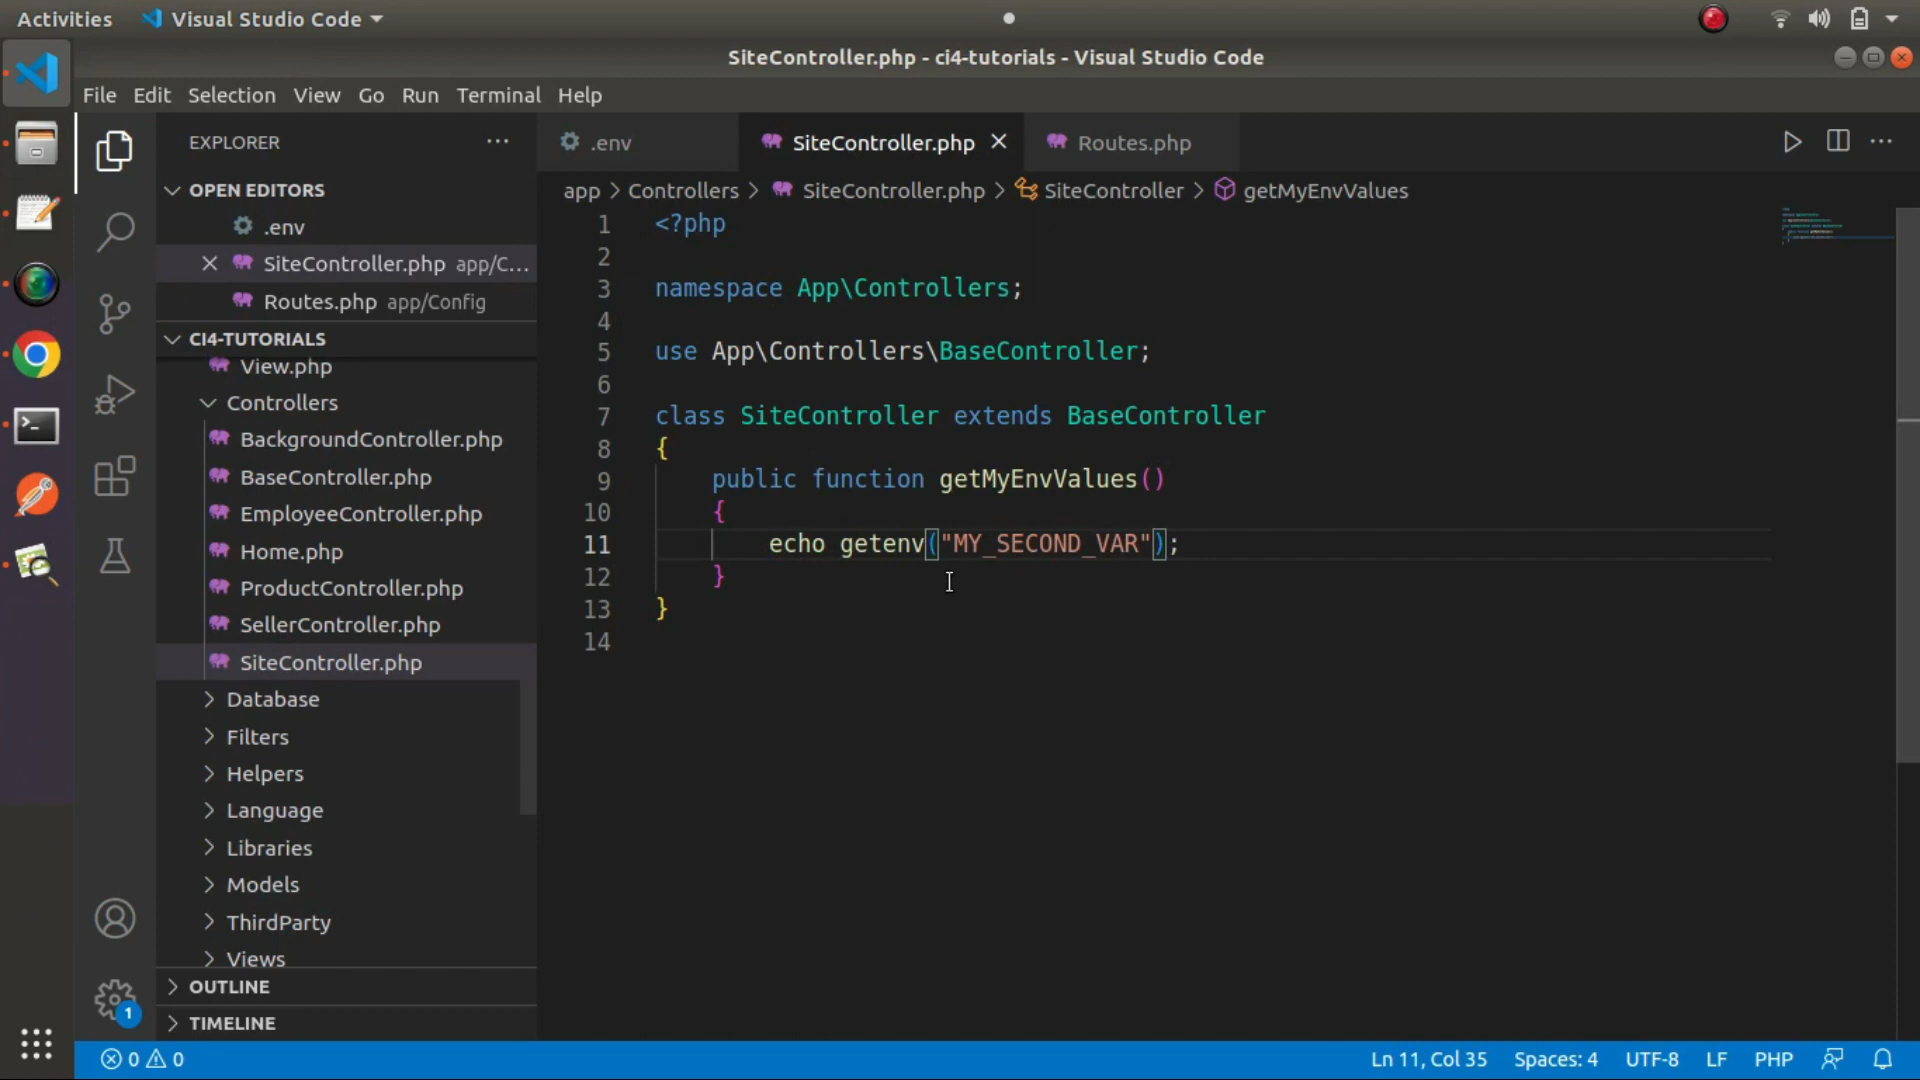 Activities Visual Studio Code
SiteController.php - ci4-tutorials - Visual Studio Code
File Edit Selection View Go Run Terminal Help
EXPLORER
OPEN EDITORS
.env
SiteController.php app/C...
Routes.php app/Config
CI4-TUTORIALS
View.php
Controllers
BackgroundController.php
BaseController.php
EmployeeController.php
Home.php
ProductController.php
SellerController.php
SiteController.php
Database
Filters
Helpers
Language
Libraries
Models
ThirdParty
Views
OUTLINE
TIMELINE
1
.env SiteController.php Routes.php
app > Controllers > SiteController.php > SiteController > getMyEnvValues
1 <?php
2
3 namespace App\Controllers;
4
5 use App\Controllers\BaseController;
6
7 class SiteController extends BaseController
8 {
9 public function getMyEnvValues()
10 {
11 echo getenv("MY_SECOND_VAR");
12 }
13 }
14
0 0 Ln 11, Col 35 Spaces: 4 UTF-8 LF PHP